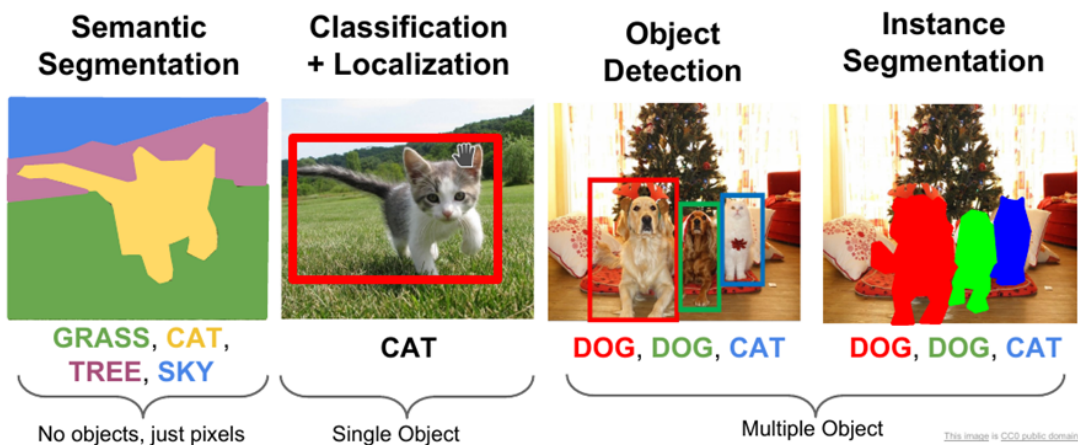 Semantic
Segmentation
Classification
+ Localization
Object
Detection
Instance
Segmentation
GRASS, CAT,
TREE, SKY
CAT
DOG, DOG, CAT
DOG, DOG, CAT
No objects, just pixels
Single Object
Multiple Object
This image is CC0 public domain